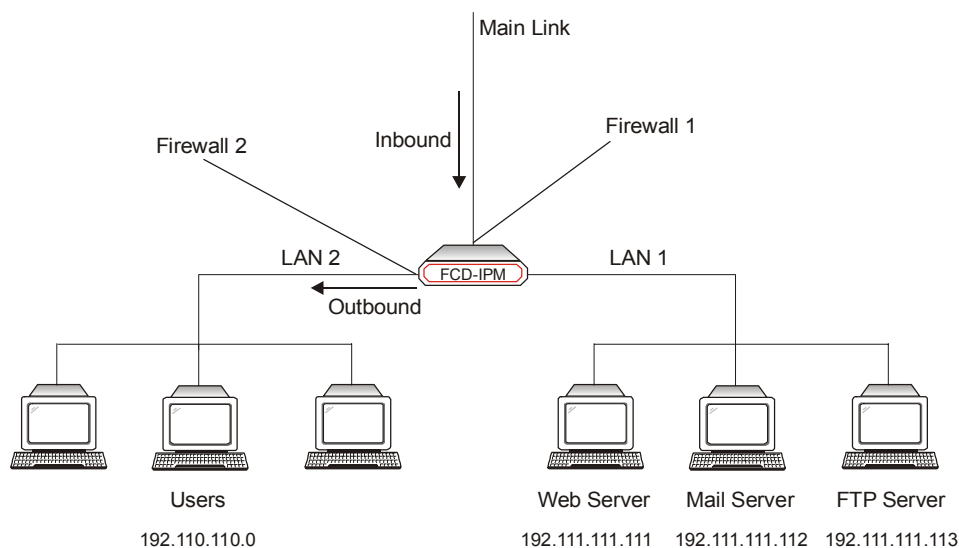 Main Link
Inbound
Firewall 1
Firewall 2
LAN 2
FCD-IPM
LAN 1
Outbound
Users
Web Server
Mail Server
FTP Server
192.110.110.0
192.111.111.111
192.111.111.112
192.111.111.113